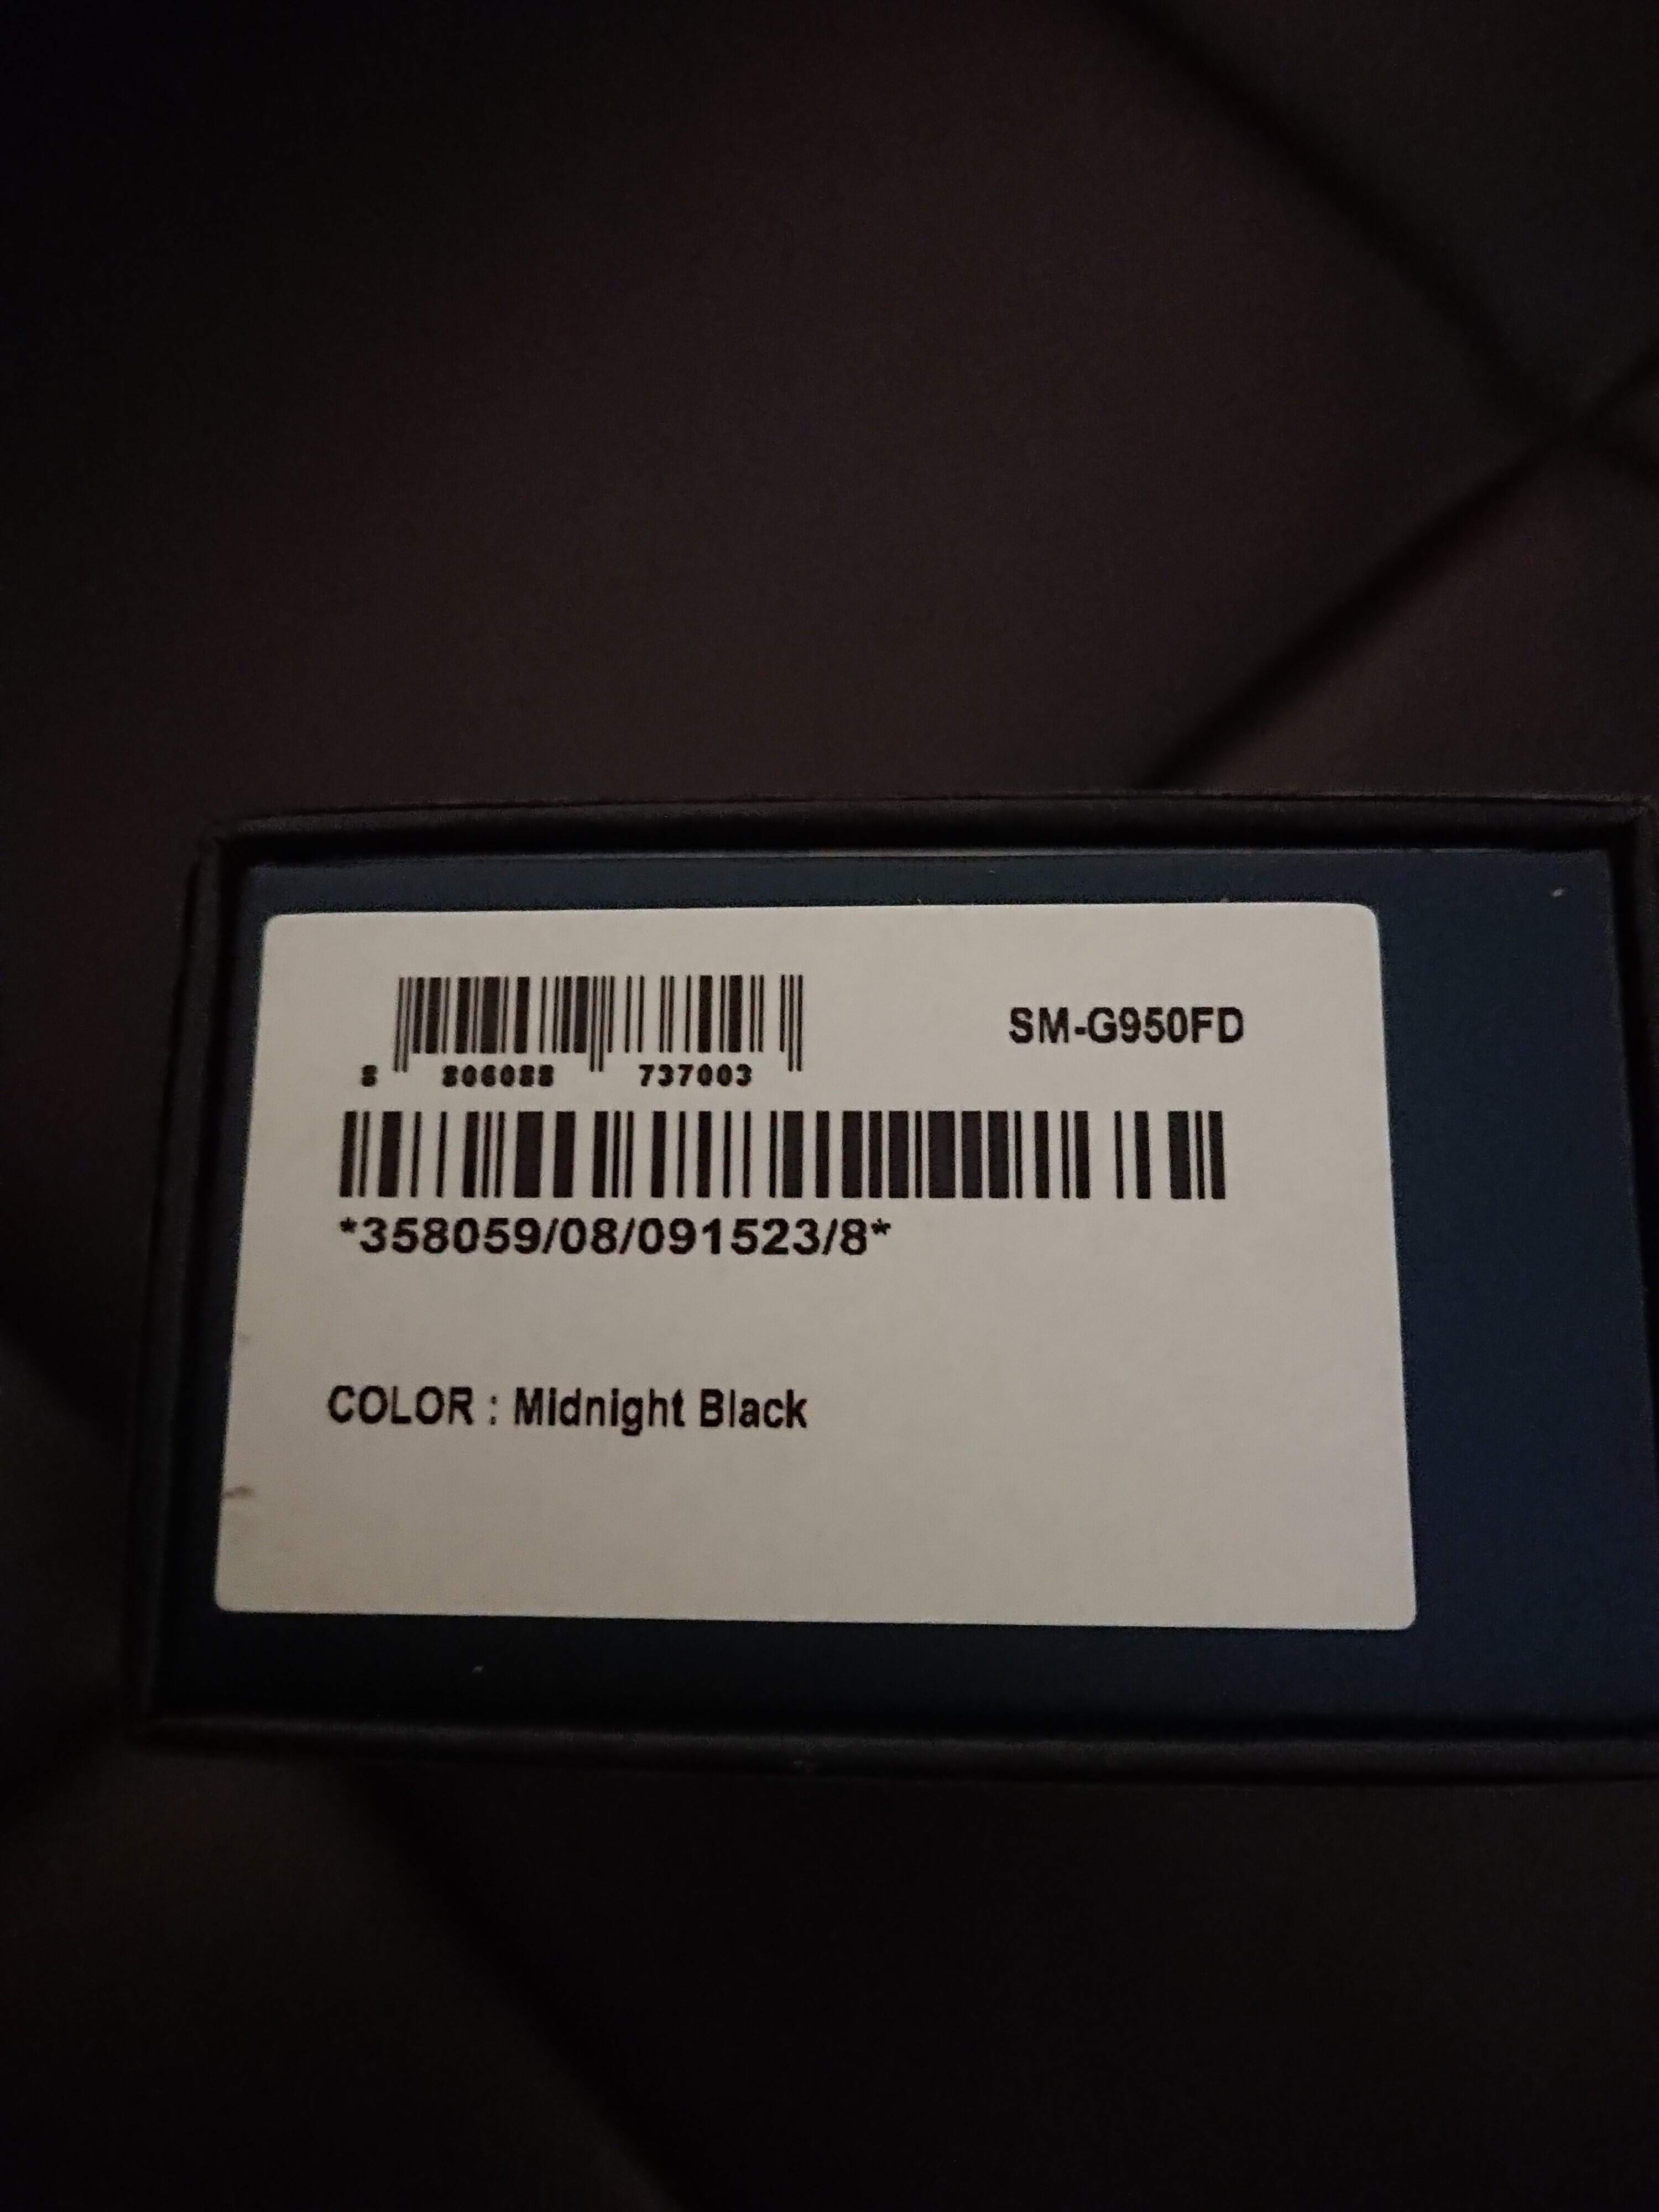 SM-G950FD
8 806088 737003
*358059/08/091523/8*
COLOR : Midnight Black